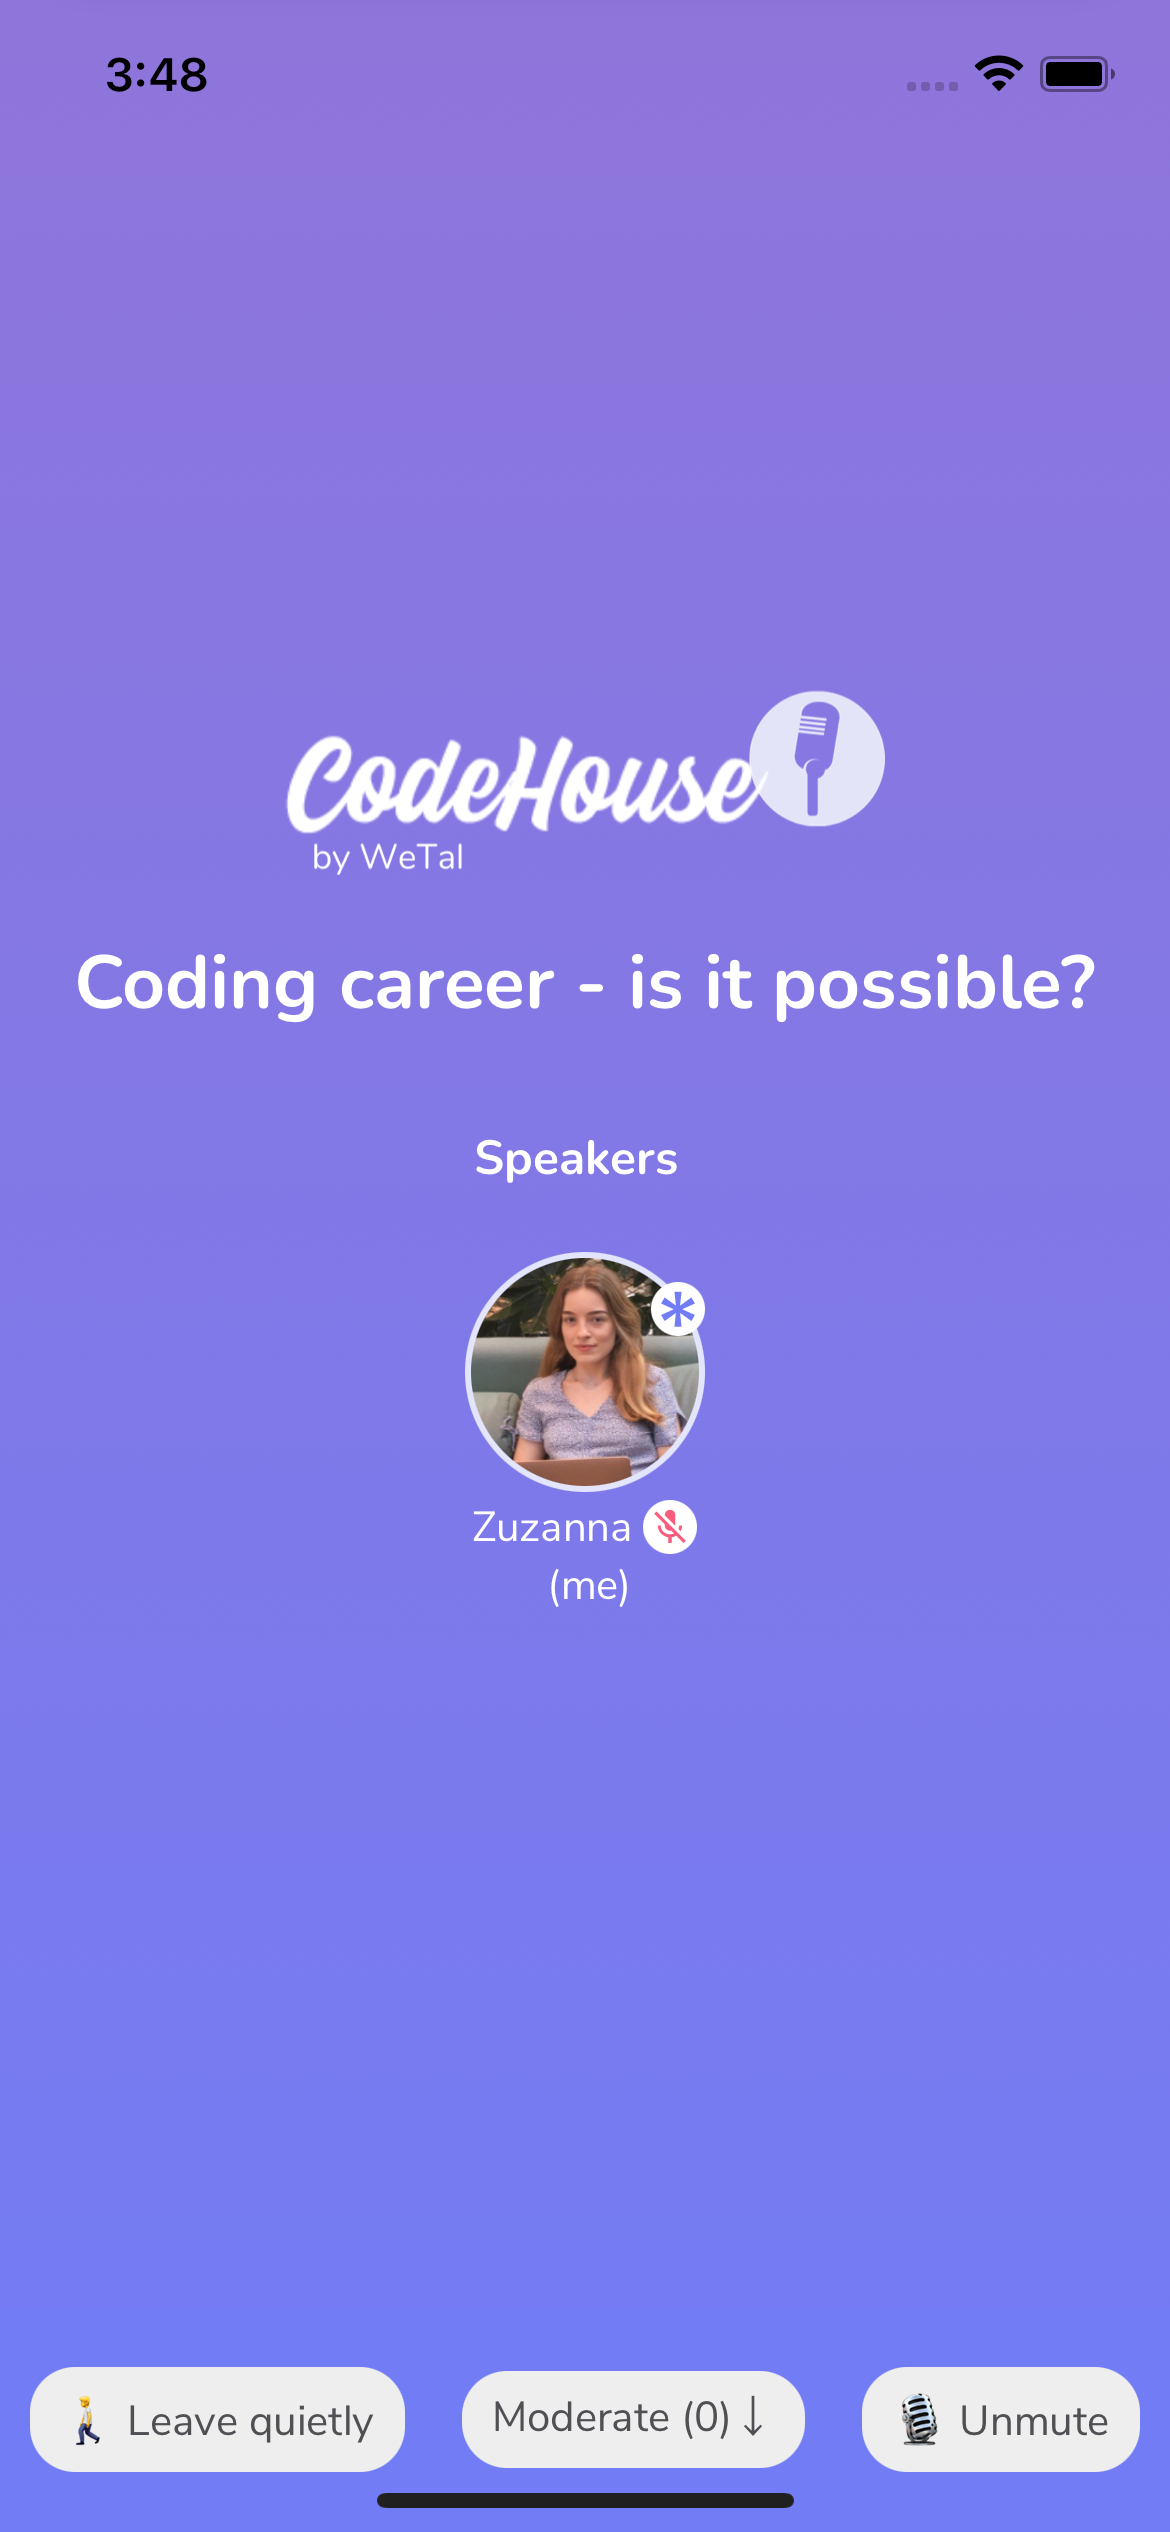 3:48
CodeHouse
by WeTal
Coding career - is it possible?
Speakers
Zuzanna
(me)
Leave quietly
Moderate (0) ↓
Unmute